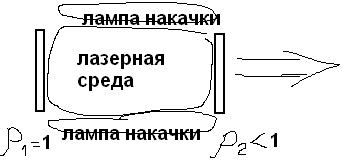 лампа накачки
лазерная
среда
лампа накачки
ρ₁=1 ρ₂<1